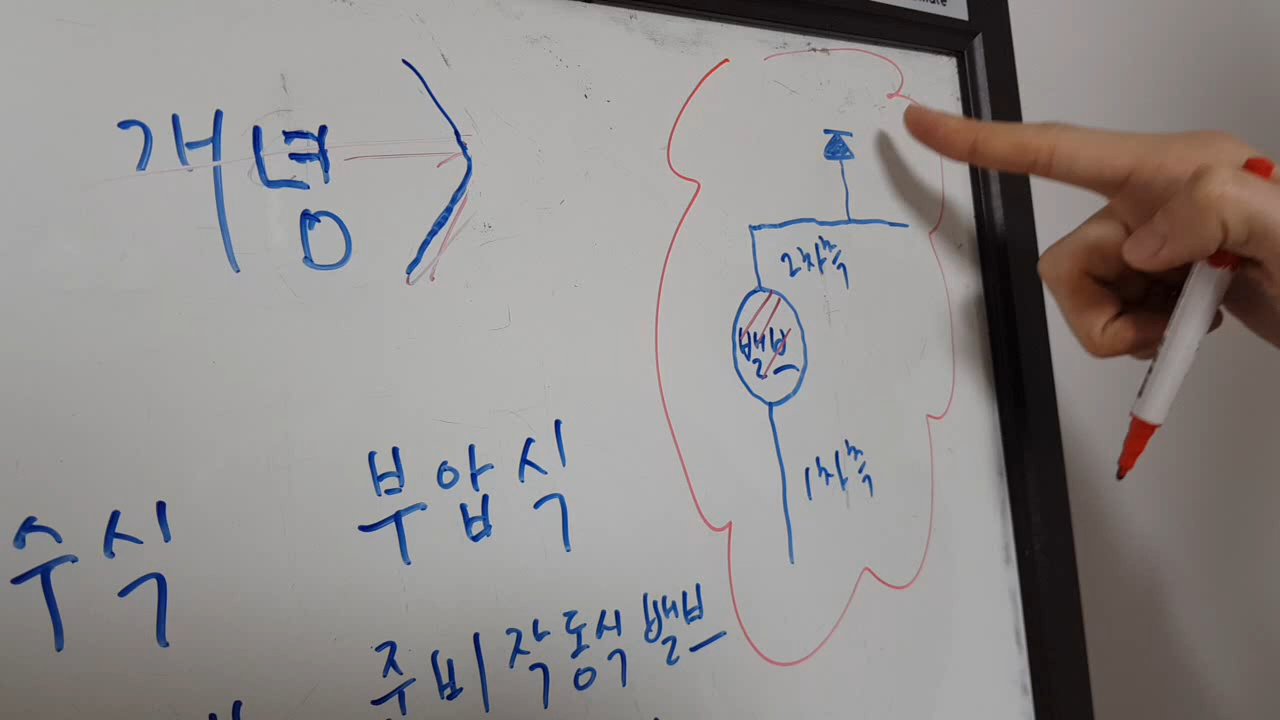 개념
2차측
밸브
1차측
부압식
수식
준비작동식 밸브